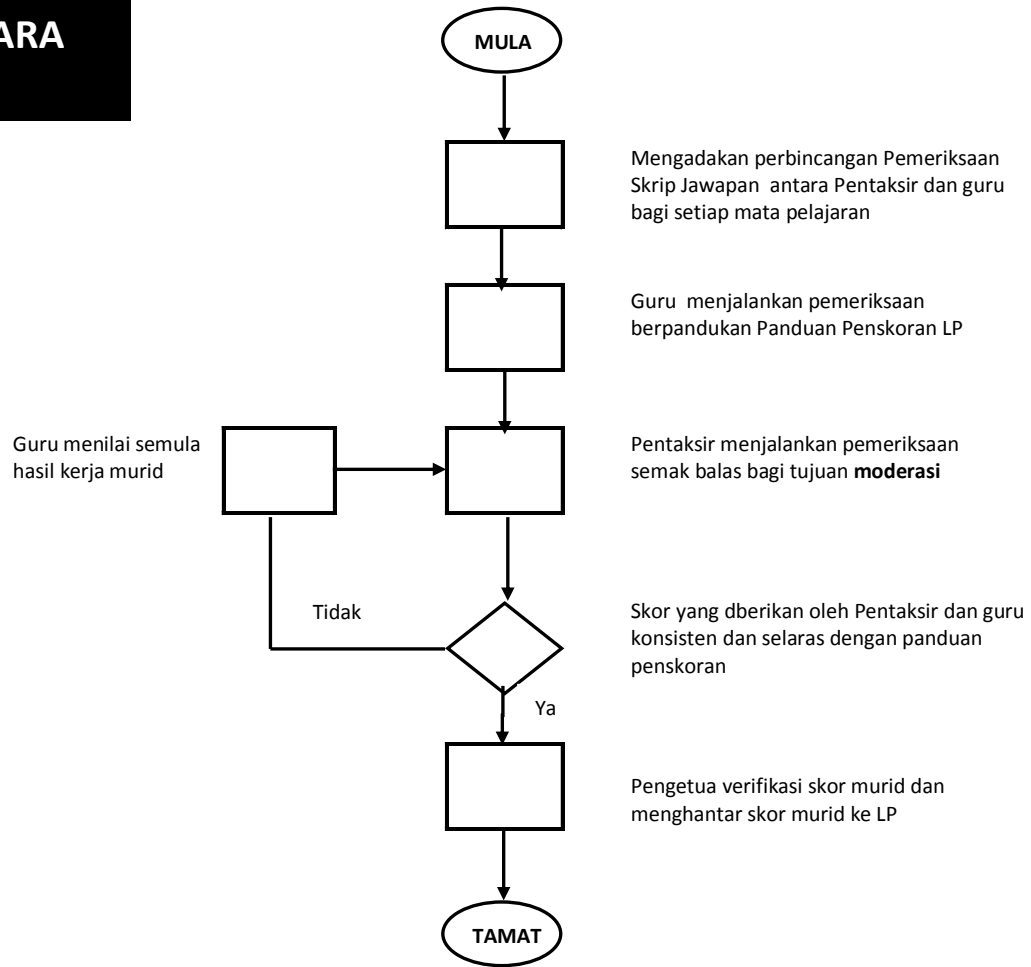 ARA
MULA
Mengadakan perbincangan Pemeriksaan
Skrip Jawapan antara Pentaksir dan guru
bagi setiap mata pelajaran
Guru menjalankan pemeriksaan
berpandukan Panduan Penskoran LP
Guru menilai semula
hasil kerja murid
Pentaksir menjalankan pemeriksaan
semak balas bagi tujuan moderasi
Tidak
Skor yang dberikan oleh Pentaksir dan guru
konsisten dan selaras dengan panduan
penskoran
Ya
Pengetua verifikasi skor murid dan
menghantar skor murid ke LP
TAMAT